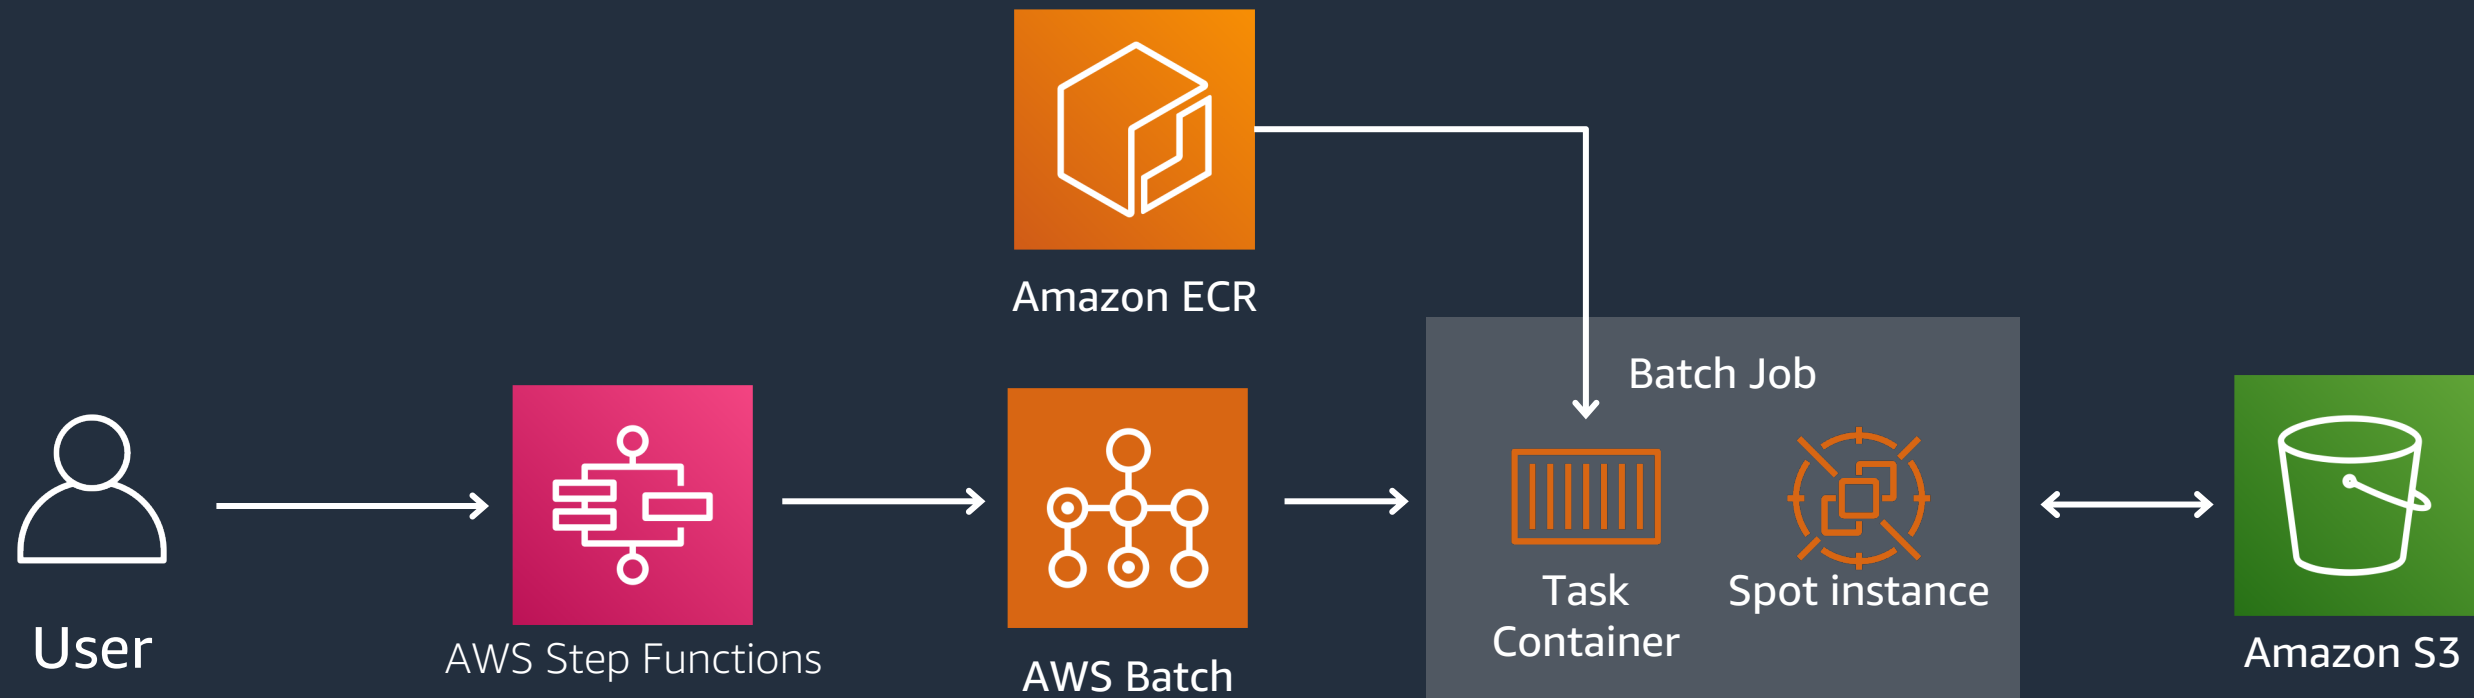 Amazon ECR
Batch Job
Task
Container
Spot instance
User
AWS Step Functions
AWS Batch
Amazon S3